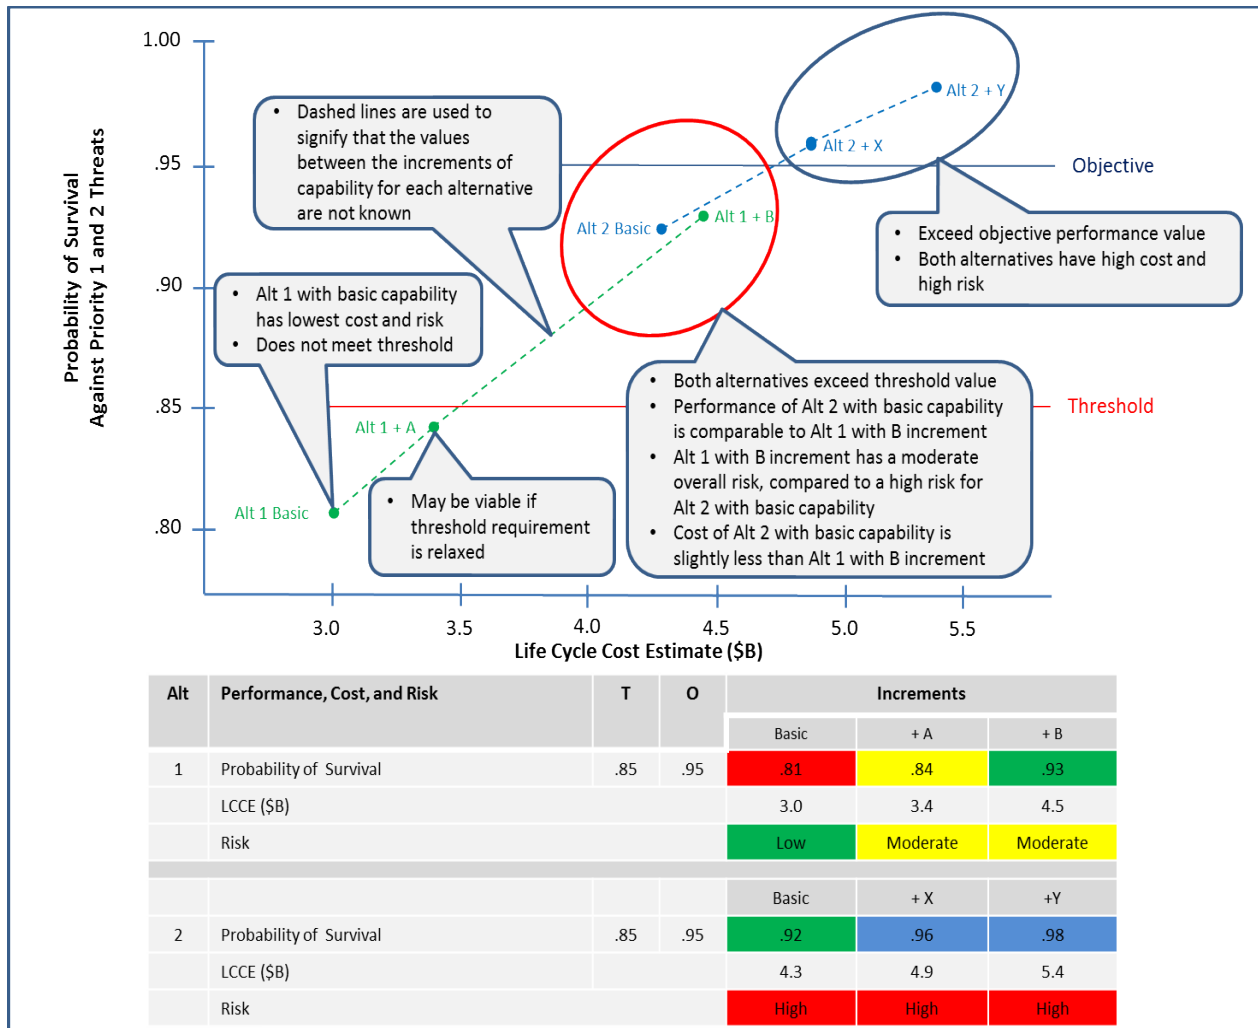 1.00
.95
.90
.85
.80
Probability of Survival
Against Priority 1 and 2 Threats
• Dashed lines are used to
signify that the values
between the increments of
capability for each alternative
are not known
Alt 2 + Y
Alt 2 + X
Objective
Alt 2 Basic
Alt 1 + B
• Exceed objective performance value
• Both alternatives have high cost and
high risk
• Alt 1 with basic capability
has lowest cost and risk
• Does not meet threshold
• Both alternatives exceed threshold value
• Performance of Alt 2 with basic capability
is comparable to Alt 1 with B increment
• Alt 1 with B increment has a moderate
overall risk, compared to a high risk for
Alt 2 with basic capability
• Cost of Alt 2 with basic capability is
slightly less than Alt 1 with B increment
Threshold
Alt 1 + A
• May be viable if
threshold requirement
is relaxed
Alt 1 Basic
3.0 3.5 4.0 4.5 5.0 5.5
Life Cycle Cost Estimate ($B)
Alt Performance, Cost, and Risk T O Increments
Basic + A + B
1 Probability of Survival .85 .95 .81 .84 .93
LCCE ($B) 3.0 3.4 4.5
Risk Low Moderate Moderate
Basic + X +Y
2 Probability of Survival .85 .95 .92 .96 .98
LCCE ($B) 4.3 4.9 5.4
Risk High High High